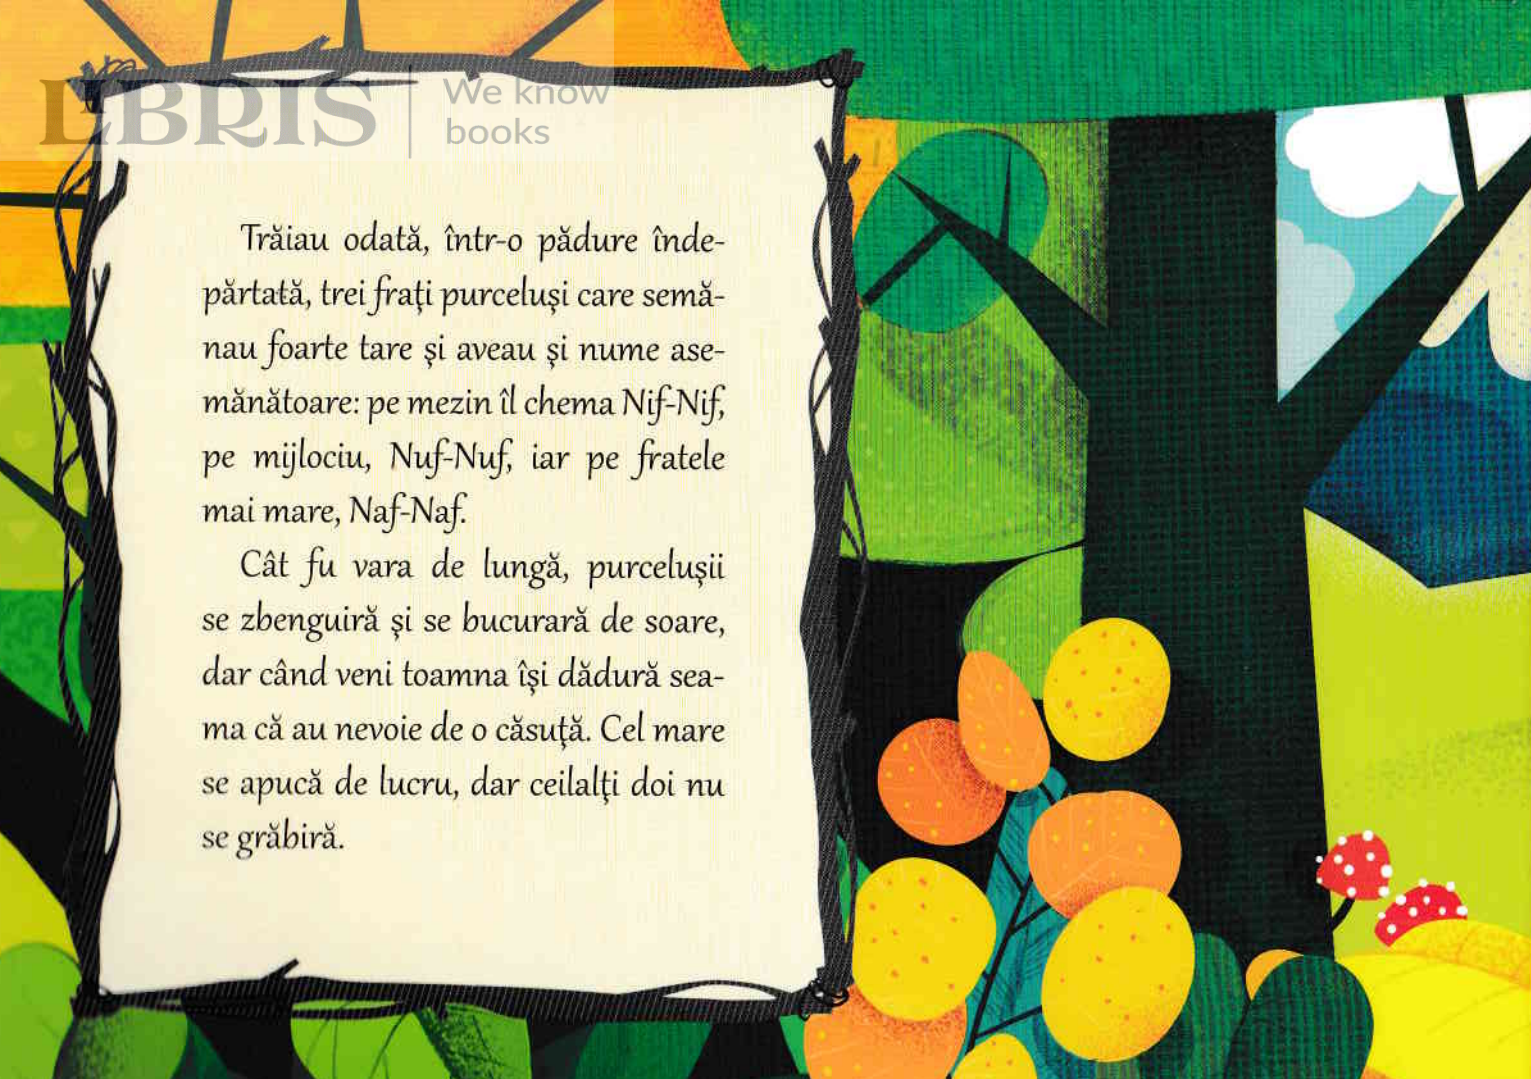 LIBRIS
We know
books
Trăiau odată, într-o pădure înde-
părtată, trei frați purceluși care semă-
nau foarte tare și aveau și nume ase-
mănătoare: pe mezin îl chema Nif-Nif,
pe mijlociu, Nuf-Nuf, iar pe fratele
mai mare, Naf-Naf.
Cât fu vara de lungă, purcelușii
se zbenguiră și se bucurară de soare,
dar când veni toamna își dădură sea-
ma că au nevoie de o căsuță. Cel mare
se apucă de lucru, dar ceilalți doi nu
se grăbiră.